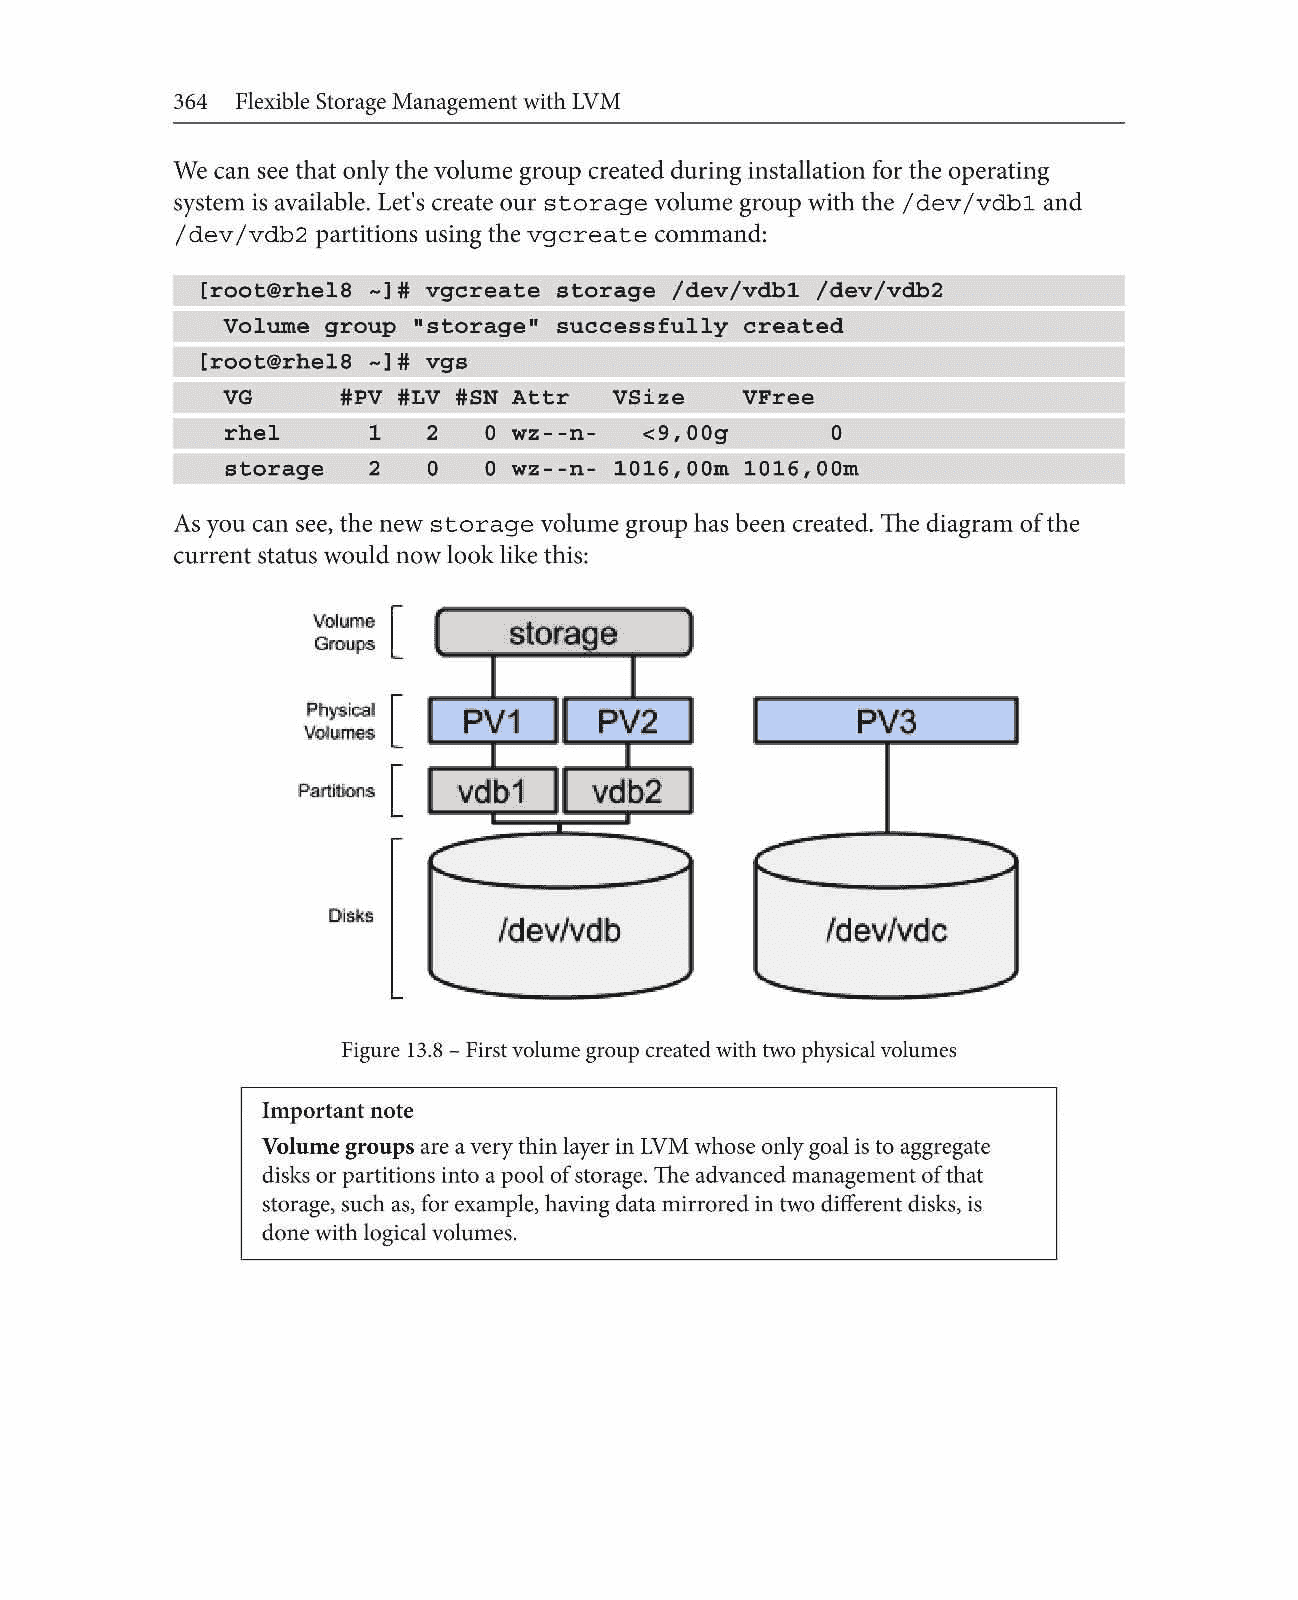 364 Flexible Storage Management with LVM
We can see that only the volume group created during installation for the operating
system is available. Let's create our storage volume group with the /dev/vdb1 and
/dev/vdb2 partitions using the vgcreate command:
[root@rhel8 ~]# vgcreate storage /dev/vdb1 /dev/vdb2
  Volume group "storage" successfully created
[root@rhel8 ~]# vgs
  VG      #PV #LV #SN Attr   VSize    VFree
  rhel      1   2   0 wz--n-   <9,00g       0
  storage   2   0   0 wz--n- 1016,00m 1016,00m
As you can see, the new storage volume group has been created. The diagram of the
current status would now look like this:
Volume
Groups
storage
Physical
Volumes
PV1 PV2 PV3
Partitions
vdb1 vdb2
Disks
/dev/vdb /dev/vdc
Figure 13.8 – First volume group created with two physical volumes
Important note
Volume groups are a very thin layer in LVM whose only goal is to aggregate
disks or partitions into a pool of storage. The advanced management of that
storage, such as, for example, having data mirrored in two different disks, is
done with logical volumes.